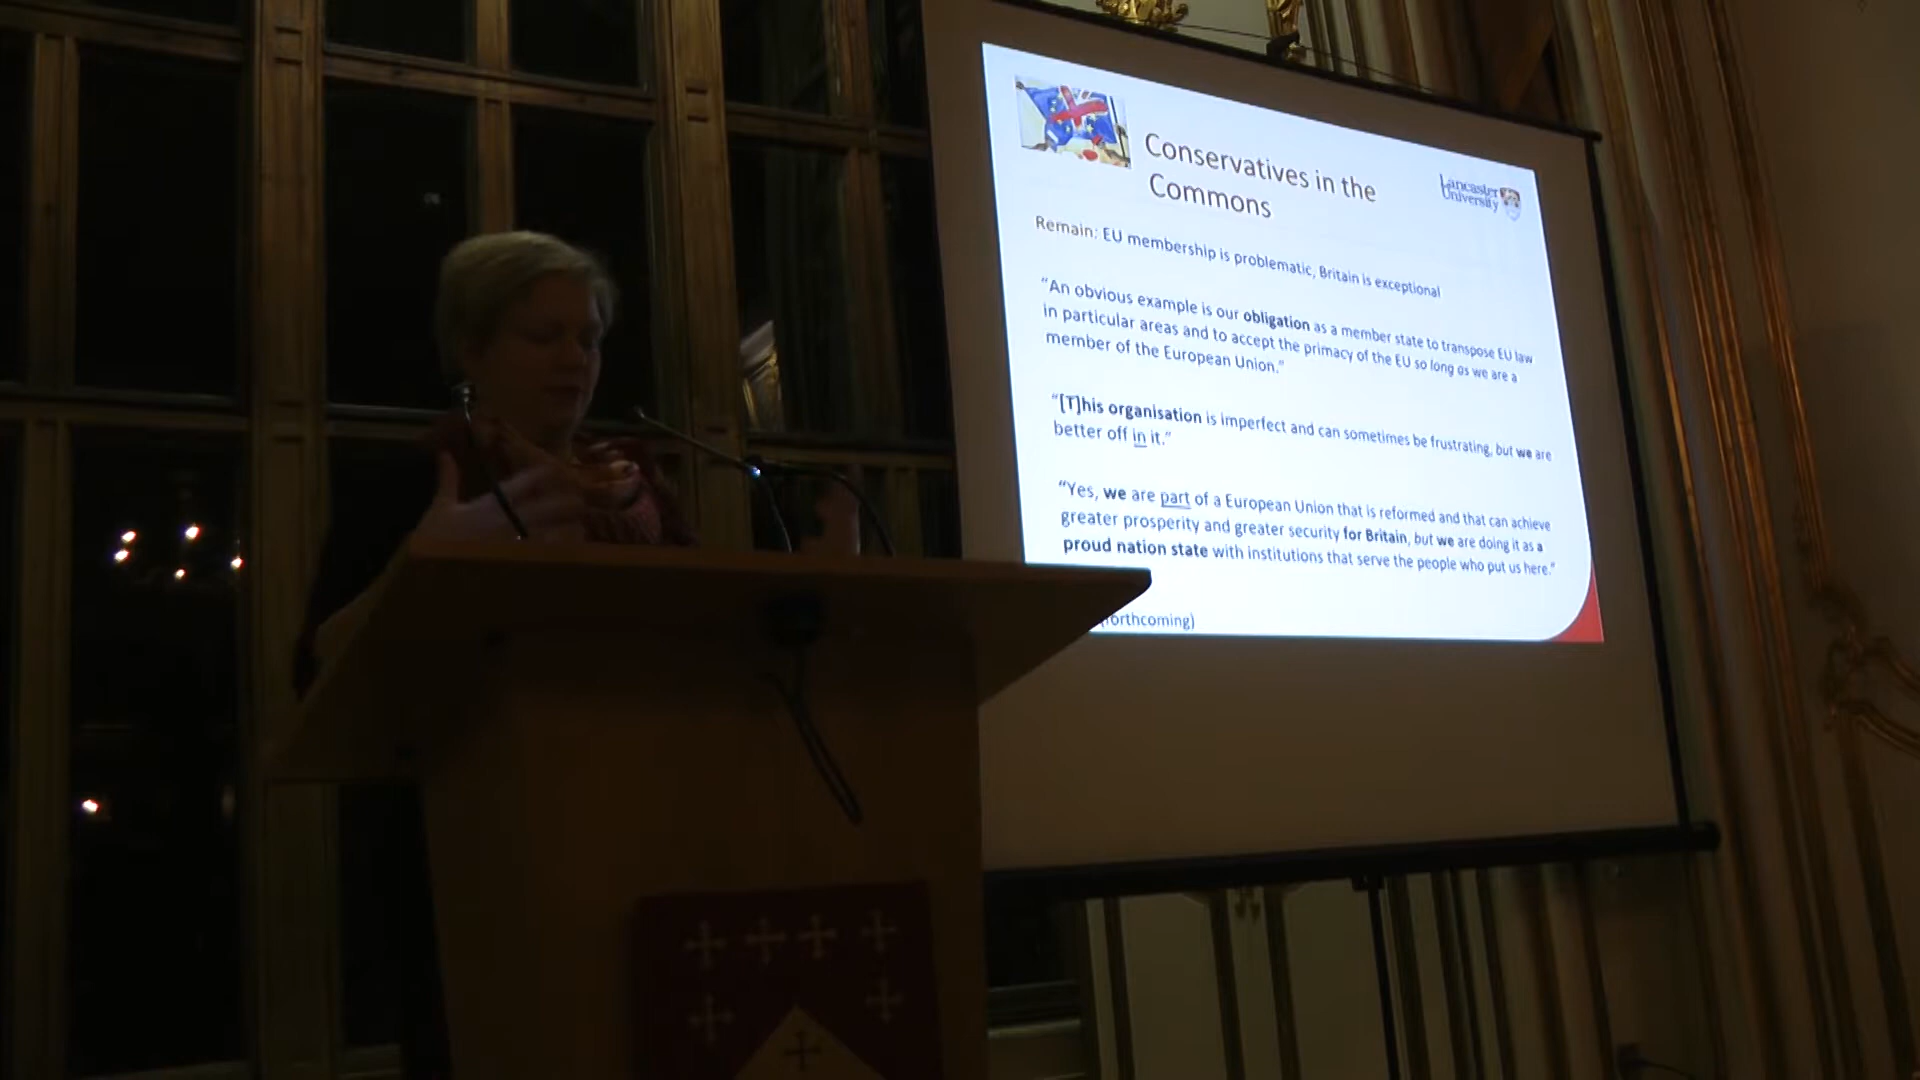 Conservatives in the
Commons
Lancaster
University
Remain: EU membership is problematic, Britain is exceptional
“An obvious example is our obligation as a member state to transpose EU law
in particular areas and to accept the primacy of the EU so long as we are a
member of the European Union.”
“[T]his organisation is imperfect and can sometimes be frustrating, but we are
better off in it.”
“Yes, we are part of a European Union that is reformed and that can achieve
greater prosperity and greater security for Britain, but we are doing it as a
proud nation state with institutions that serve the people who put us here.”
(forthcoming)